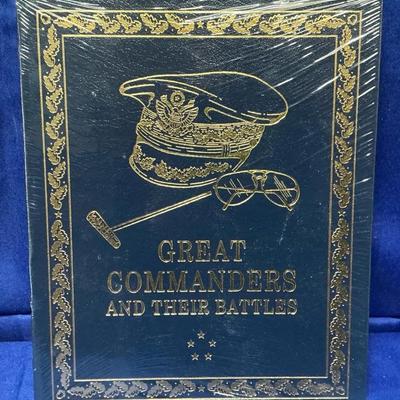 GREAT
COMMANDERS
AND THEIR BATTLES